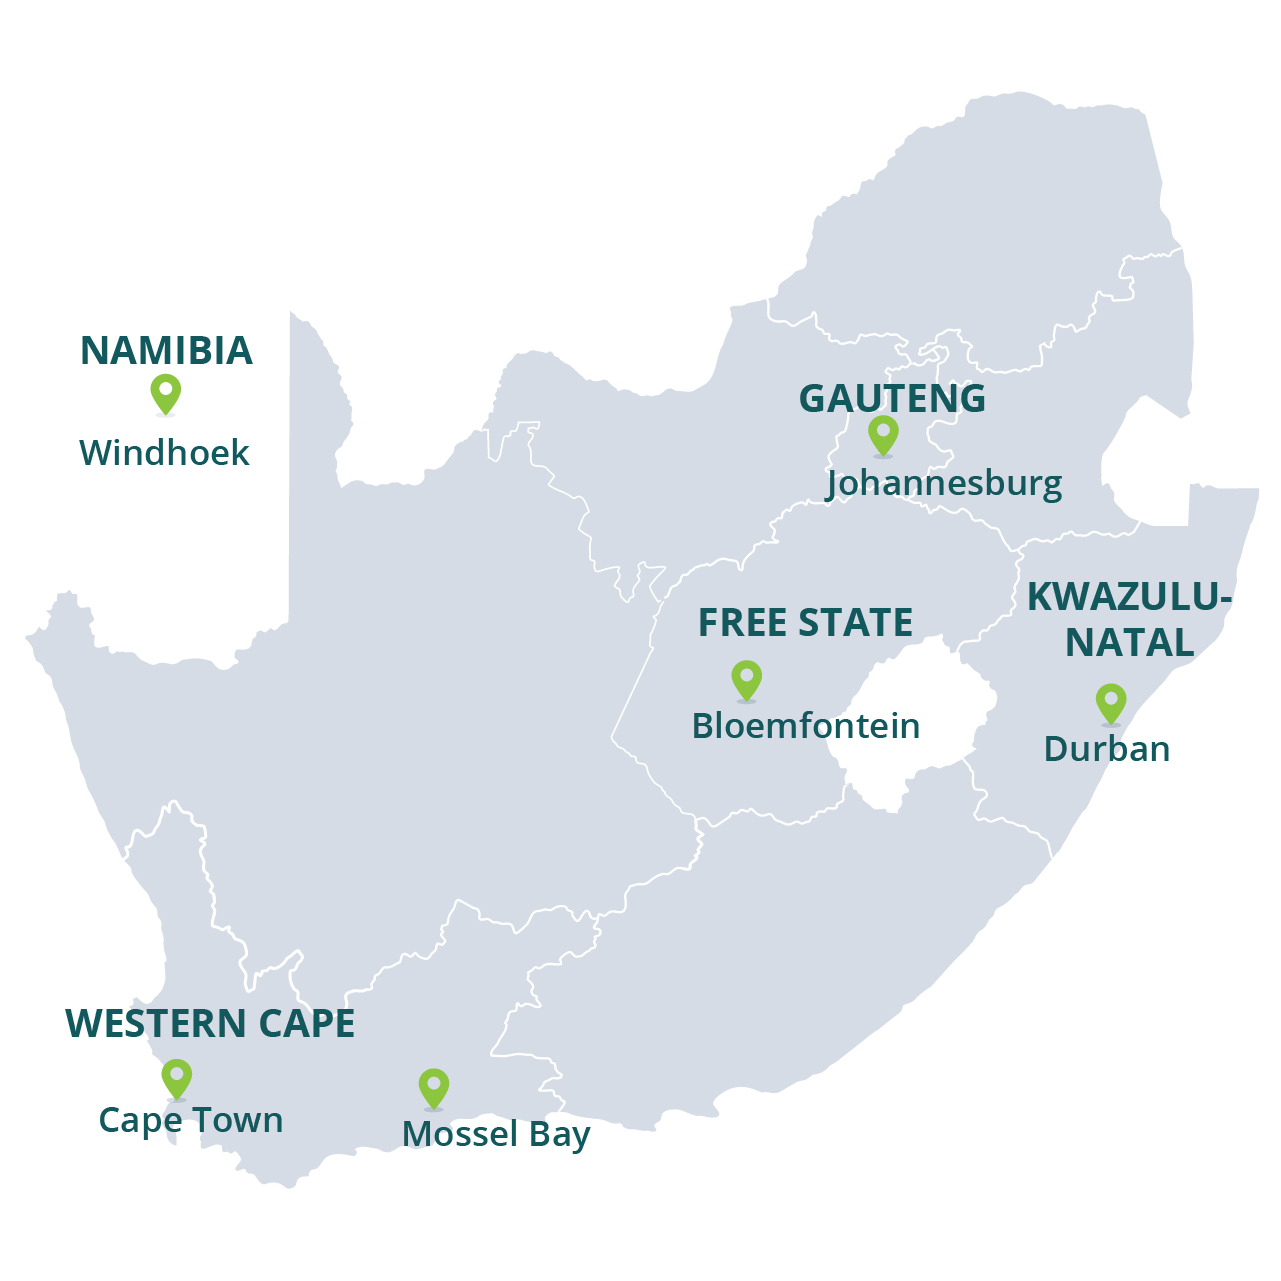 NAMIBIA
Windhoek
GAUTENG
Johannesburg
KWAZULU-
NATAL
Durban
FREE STATE
Bloemfontein
WESTERN CAPE
Cape Town
Mossel Bay